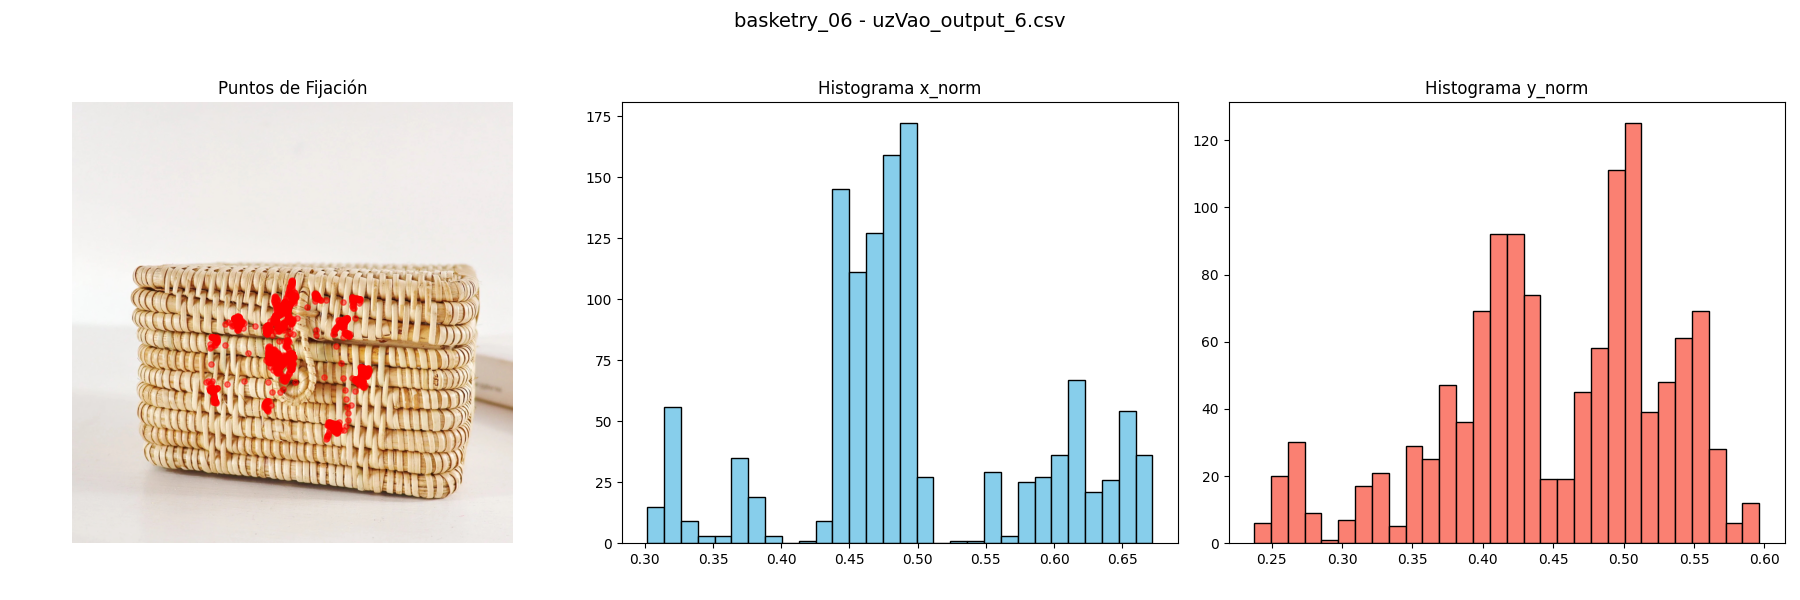 basketry_06 - uzVao_output_6.csv
Puntos de Fijación
Histograma x_norm
175
150
125
100
75
50
25
0
0.30 0.35 0.40 0.45 0.50 0.55 0.60 0.65
Histograma y_norm
120
100
80
60
40
20
0
0.25 0.30 0.35 0.40 0.45 0.50 0.55 0.60